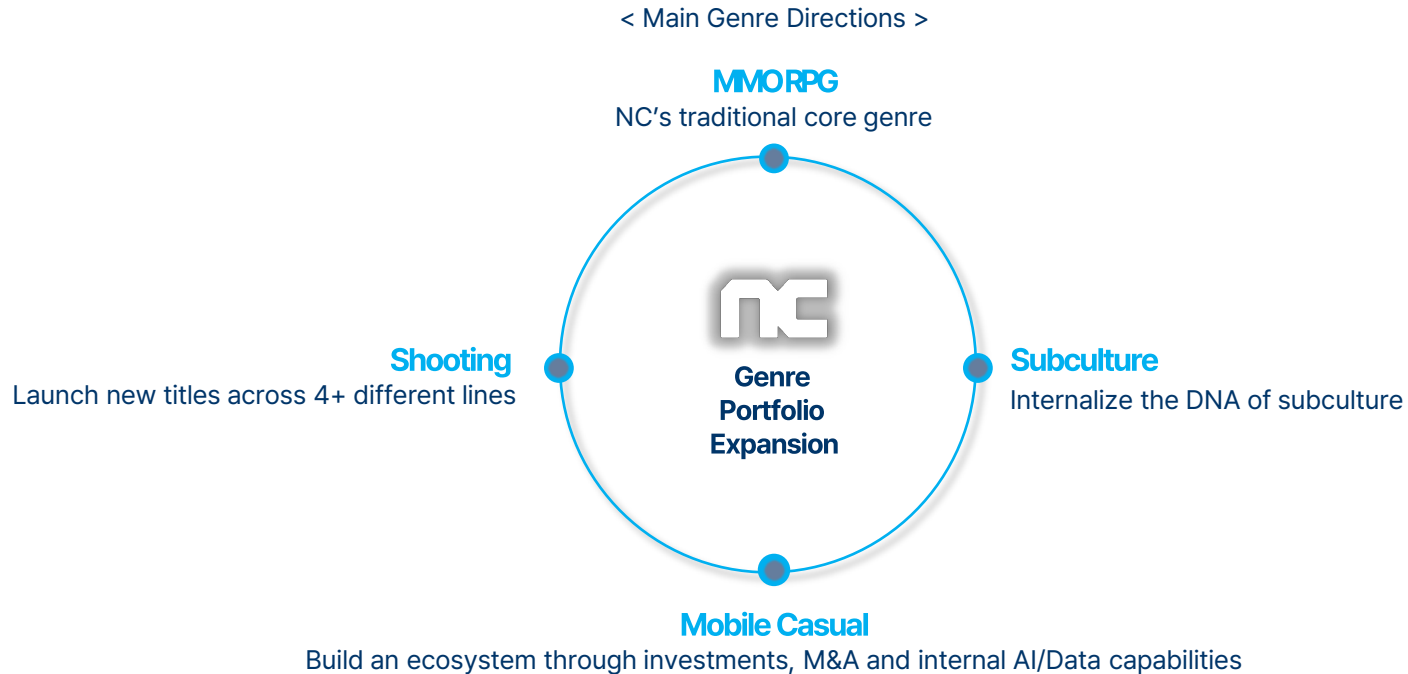 < Main Genre Directions >
MMORPG
NC’s traditional core genre
nc
Shooting
Launch new titles across 4+ different lines
Genre
Portfolio
Expansion
Subculture
Internalize the DNA of subculture
Mobile Casual
Build an ecosystem through investments, M&A and internal AI/Data capabilities